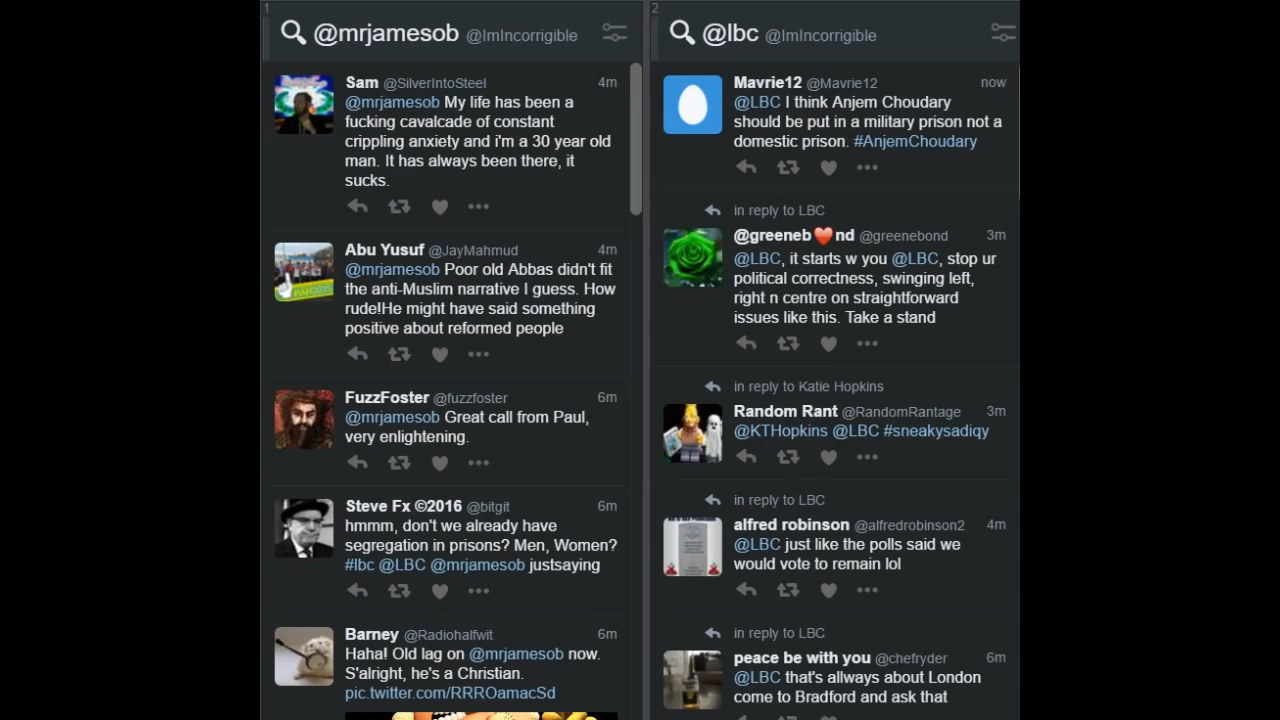 1
@mrjamesob @ImIncorrigible
Sam @SilverIntoSteel 4m
@mrjamesob My life has been a
fucking cavalcade of constant
crippling anxiety and i'm a 30 year old
man. It has always been there, it
sucks.
Abu Yusuf @JayMahmud 4m
@mrjamesob Poor old Abbas didn't fit
the anti-Muslim narrative I guess. How
rude!He might have said something
positive about reformed people
FuzzFoster @fuzzfoster 6m
@mrjamesob Great call from Paul,
very enlightening.
Steve Fx ©2016 @bitgit 6m
hmmm, don't we already have
segregation in prisons? Men, Women?
#lbc @LBC @mrjamesob justsaying
Barney @Radiohalfwit 6m
Haha! Old lag on @mrjamesob now.
S'alright, he's a Christian.
pic.twitter.com/RRROamacSd
2
@lbc @ImIncorrigible
Mavrie12 @Mavrie12 now
@LBC I think Anjem Choudary
should be put in a military prison not a
domestic prison. #AnjemChoudary
in reply to LBC
@greeneb❤️nd @greenebond 3m
@LBC, it starts w you @LBC, stop ur
political correctness, swinging left,
right n centre on straightforward
issues like this. Take a stand
in reply to Katie Hopkins
Random Rant @RandomRantage 3m
@KTHopkins @LBC #sneakysadiqy
in reply to LBC
alfred robinson @alfredrobinson2 4m
@LBC just like the polls said we
would vote to remain lol
in reply to LBC
peace be with you @chefryder 6m
@LBC that's allways about London
come to Bradford and ask that